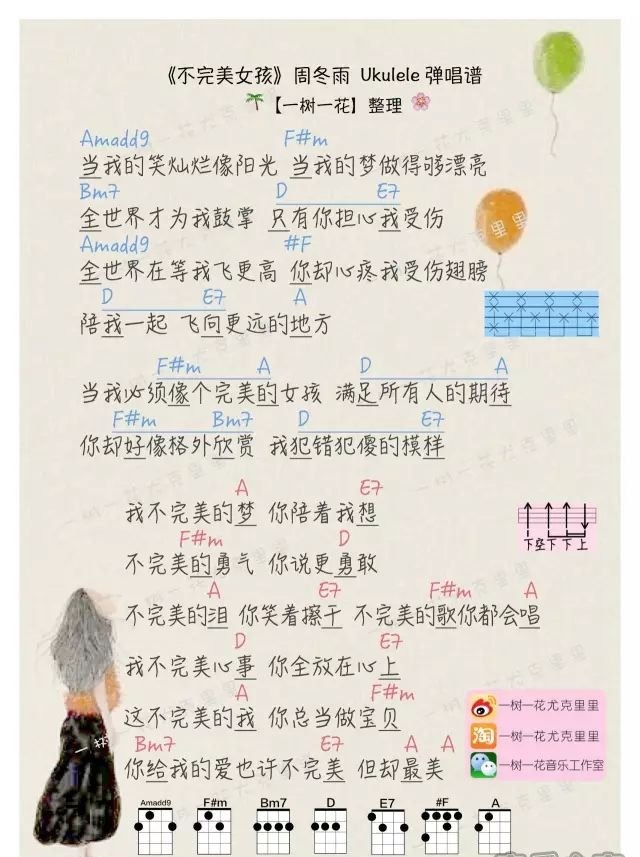 《不完美女孩》周冬雨 Ukulele 弹唱谱
【一树一花】整理
Amadd9 F#m
当我的笑灿烂像阳光 当我的梦做得够漂亮
Bm7 D E7
全世界才为我鼓掌 只有你担心我受伤
Amadd9 #F
全世界在等我飞更高 你却心疼我受伤翅膀
D E7 A
陪我一起 飞向更远的地方
F#m A D A
当我必须像个完美的女孩 满足所有人的期待
F#m Bm7 D E7
你却好像格外欣赏 我犯错犯傻的模样
A E7
我不完美的梦 你陪着我想
F#m D
不完美的勇气 你说更勇敢
A E7 F#m A
不完美的泪 你笑着擦干 不完美的歌你都会唱
D E7
我不完美心事 你全放在心上
A F#m
这不完美的我 你总当做宝贝
Bm7 E7 A A
你给我的爱也许不完美 但却最美
下空下 下 上
一树一花尤克里里
淘 一树一花尤克里里
一树一花音乐工作室
Amadd9 F#m Bm7 D E7 #F A